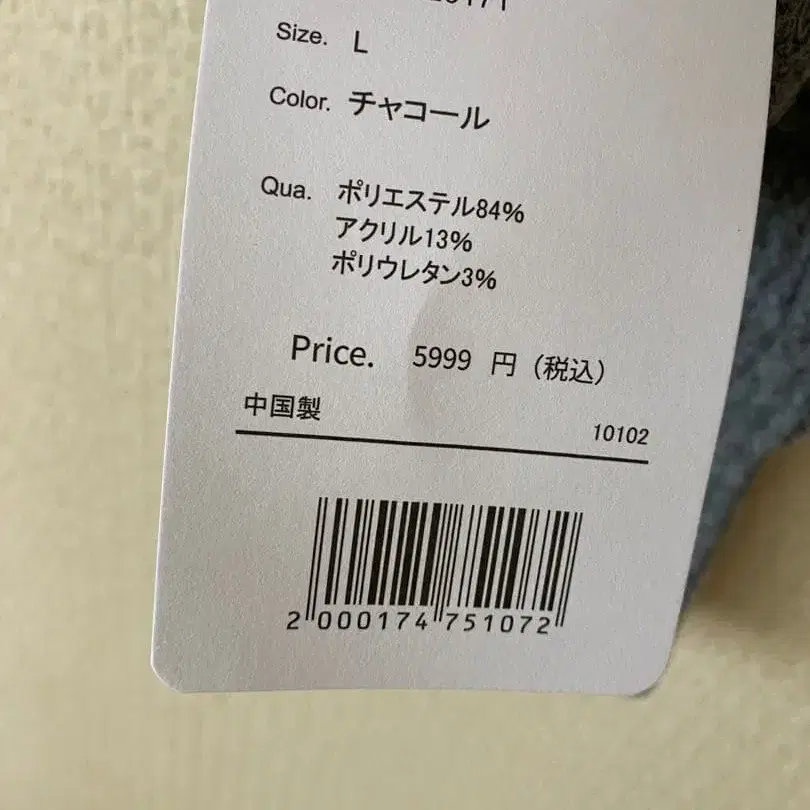 Size. L
Color. チャコール
Qua. ポリエステル84%
アクリル13%
ポリウレタン3%
Price. 5999 円（税込）
中国製
10102
2 000174 751072